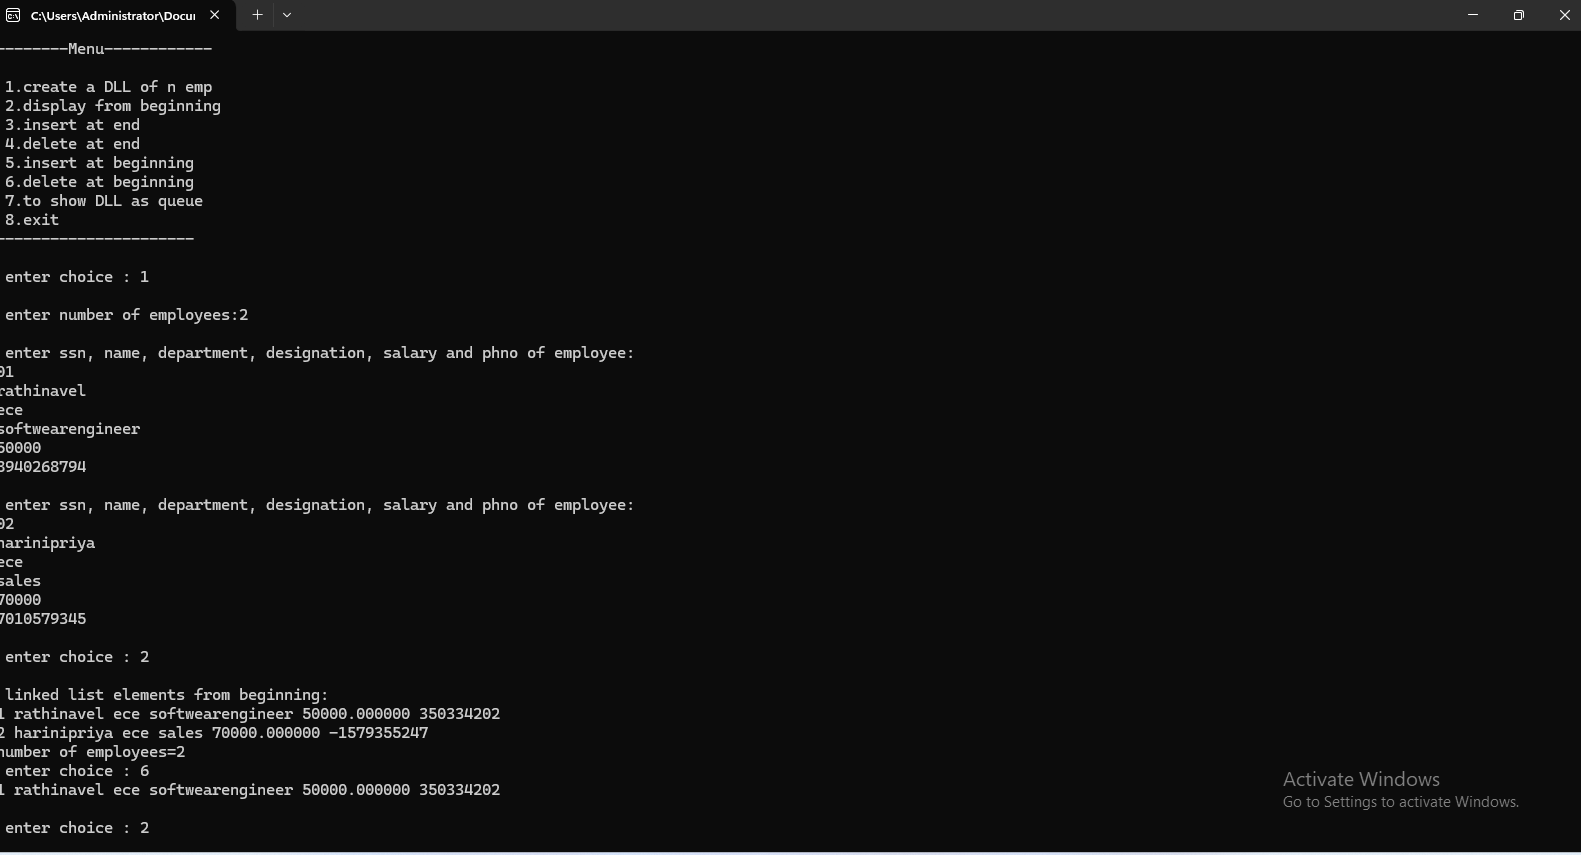 C:\Users\Administrator\Docu
--------Menu------------
1.create a DLL of n emp
2.display from beginning
3.insert at end
4.delete at end
5.insert at beginning
6.delete at beginning
7.to show DLL as queue
8.exit
----------------------
enter choice : 1
enter number of employees:2
enter ssn, name, department, designation, salary and phno of employee:
01
rathinavel
ece
softwearengineer
50000
8940268794
enter ssn, name, department, designation, salary and phno of employee:
02
harinipriya
ece
sales
70000
7010579345
enter choice : 2
linked list elements from beginning:
1 rathinavel ece softwearengineer 50000.000000 350334202
2 harinipriya ece sales 70000.000000 -1579355247
number of employees=2
enter choice : 6
1 rathinavel ece softwearengineer 50000.000000 350334202
enter choice : 2
Activate Windows
Go to Settings to activate Windows.